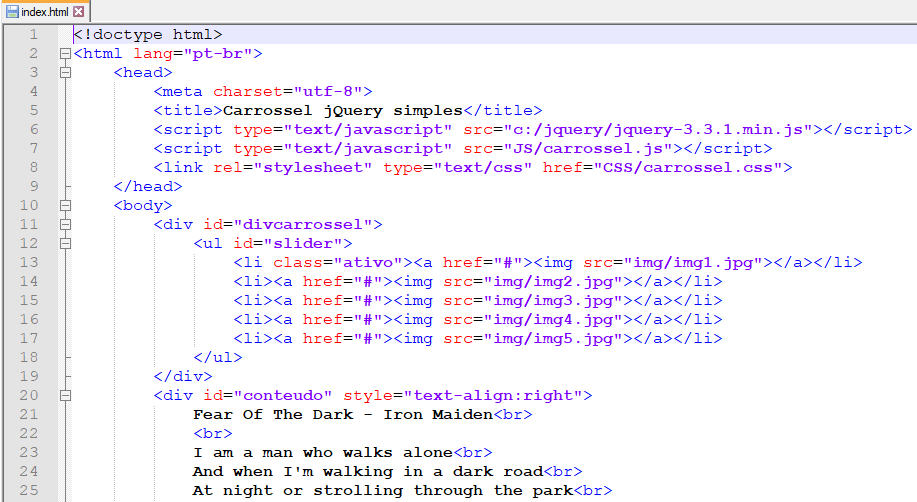 index.html
1 <!doctype html>
2 <html lang="pt-br">
3 <head>
4 <meta charset="utf-8">
5 <title>Carrossel jQuery simples</title>
6 <script type="text/javascript" src="c:/jquery/jquery-3.3.1.min.js"></script>
7 <script type="text/javascript" src="JS/carrossel.js"></script>
8 <link rel="stylesheet" type="text/css" href="CSS/carrossel.css">
9 </head>
10 <body>
11 <div id="divcarrossel">
12 <ul id="slider">
13 <li class="ativo"><a href="#"><img src="img/img1.jpg"></a></li>
14 <li><a href="#"><img src="img/img2.jpg"></a></li>
15 <li><a href="#"><img src="img/img3.jpg"></a></li>
16 <li><a href="#"><img src="img/img4.jpg"></a></li>
17 <li><a href="#"><img src="img/img5.jpg"></a></li>
18 </ul>
19 </div>
20 <div id="conteudo" style="text-align:right">
21 Fear Of The Dark - Iron Maiden<br>
22 <br>
23 I am a man who walks alone<br>
24 And when I'm walking in a dark road<br>
25 At night or strolling through the park<br>